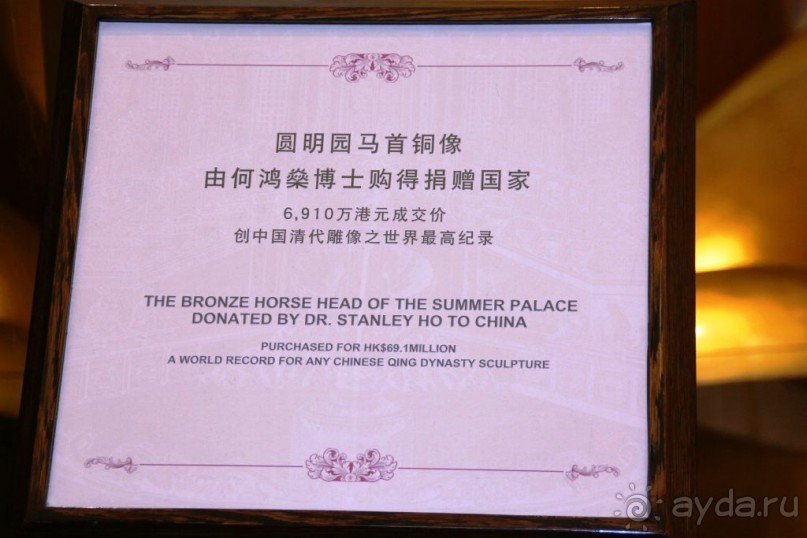 圆明园马首铜像
由何鸿燊博士购得捐赠国家
6,910万港元成交价
创中国清代雕像之世界最高纪录
THE BRONZE HORSE HEAD OF THE SUMMER PALACE
DONATED BY DR. STANLEY HO TO CHINA
PURCHASED FOR HK$69.1MILLION
A WORLD RECORD FOR ANY CHINESE QING DYNASTY SCULPTURE
ayda.ru